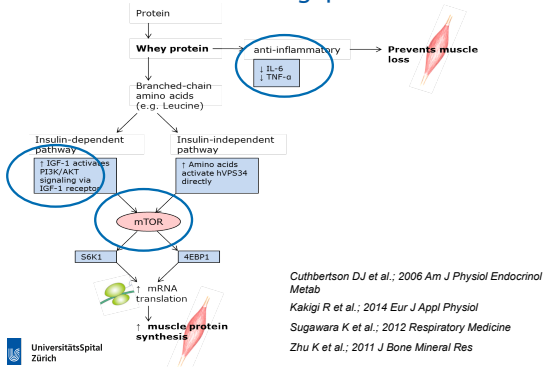 Protein
Whey protein
anti-inflammatory
Prevents muscle
loss
↓ IL-6
↓ TNF-α
Branched-chain
amino acids
(e.g. Leucine)
Insulin-dependent
pathway
Insulin-independent
pathway
↑ IGF-1 activates
PI3K/AKT
signaling via
IGF-1 receptor
↑ Amino acids
activate hVPS34
directly
mTOR
S6K1
4EBP1
↑ mRNA
translation
↑ muscle protein
synthesis
Cuthbertson DJ et al.; 2006 Am J Physiol Endocrinol
Metab
Kakigi R et al.; 2014 Eur J Appl Physiol
Sugawara K et al.; 2012 Respiratory Medicine
Zhu K et al.; 2011 J Bone Mineral Res
UniversitätsSpital
Zürich